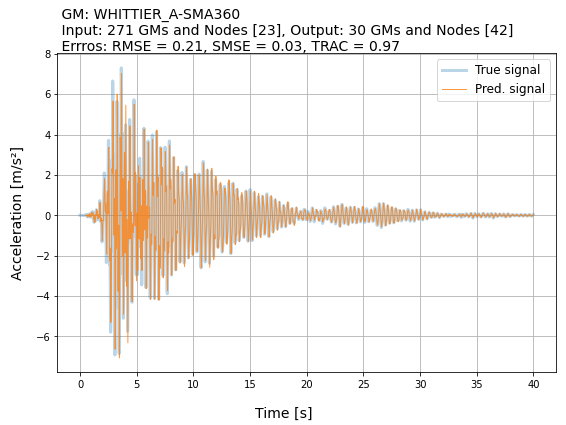 GM: WHITTIER_A-SMA360
Input: 271 GMs and Nodes [23], Output: 30 GMs and Nodes [42]
Erros: RMSE = 0.21, SMSE = 0.03, TRAC = 0.97
True signal
Pred. signal
8
6
4
2
0
−2
−4
−6
Acceleration [m/s²]
0 5 10 15 20 25 30 35 40
Time [s]